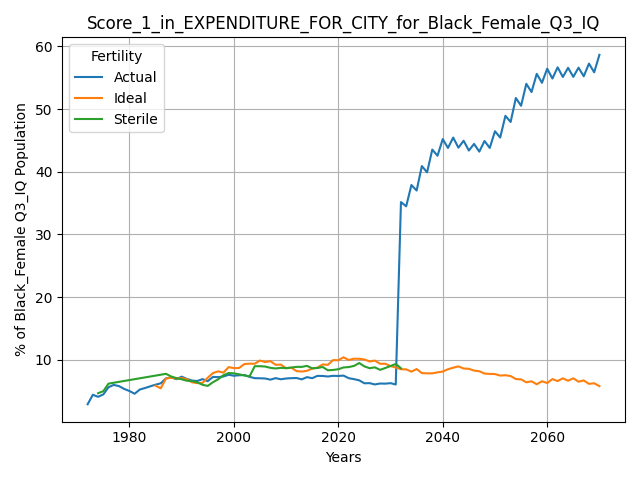 Score_1_in_EXPENDITURE_FOR_CITY_for_Black_Female_Q3_IQ
Fertility
Actual
Ideal
Sterile
% of Black_Female Q3_IQ Population
60
50
40
30
20
10
1980
2000
2020
2040
2060
Years